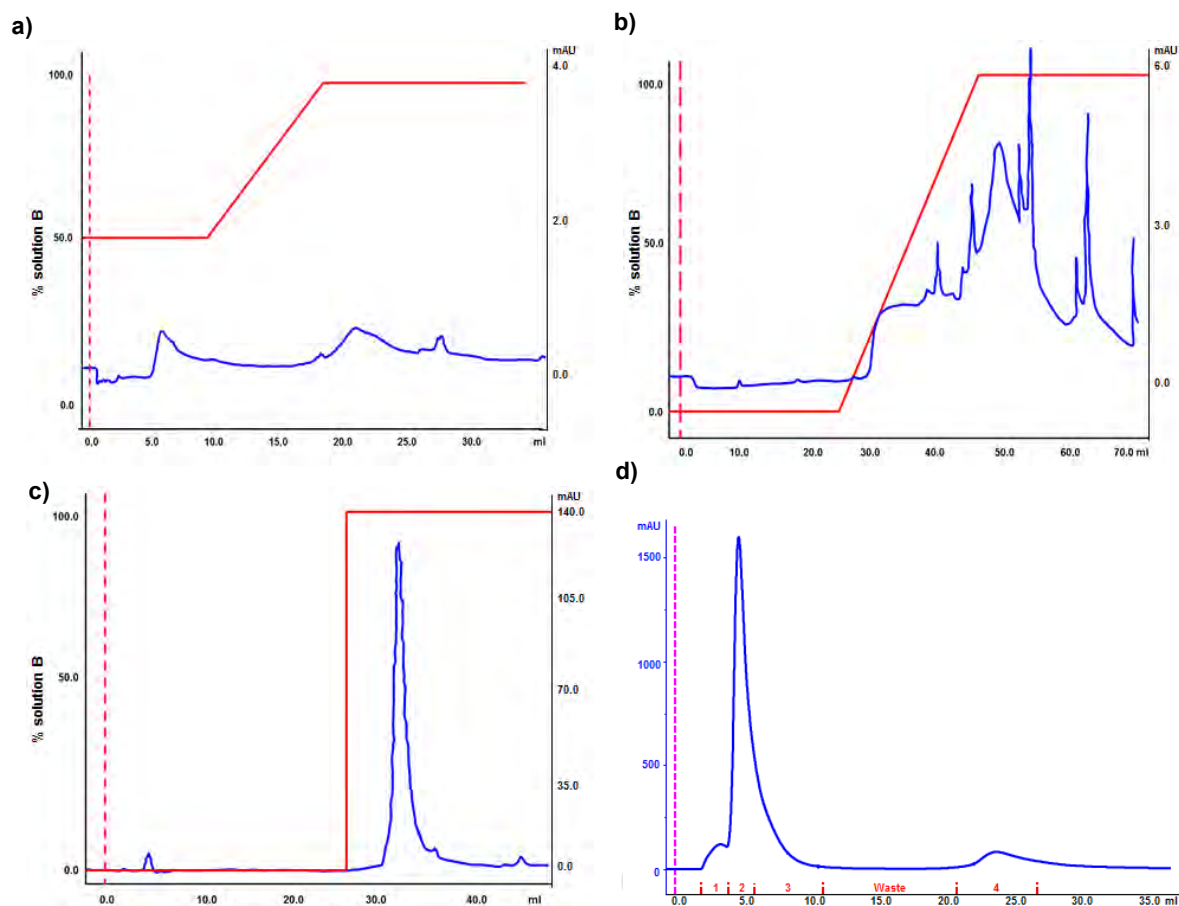 a)
mAU
4.0
100.0
% solution B
2.0
50.0
0.0
0.0
0,0 5.0 10.0 15.0 20.0 25.0 30.0 ml
b)
mAU
6.0
100.0
% solution B
50.0
3.0
0.0
0.0
0.0 10.0 20.0 30.0 40.0 50.0 60.0 70.0 ml
c)
mAU
100.0
140.0
105.0
% solution B
50.0
70.0
35.0
0.0
0.0
0.0 10.0 20.0 30.0 40.0 ml
d)
mAU
1500
1000
500
0
1 2 3 Waste 4
0.0 5.0 10.0 15.0 20.0 25.0 30.0 35.0 ml